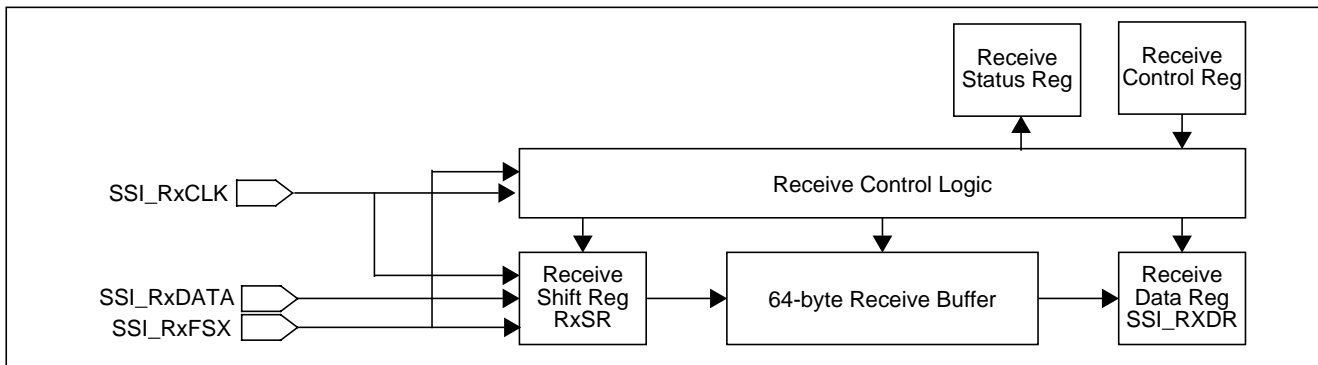 Receive
Status Reg
Receive
Control Reg
Receive Control Logic
SSI_RxCLK
SSI_RxDATA
SSI_RxFSX
Receive
Shift Reg
RxSR
64-byte Receive Buffer
Receive
Data Reg
SSI_RXDR